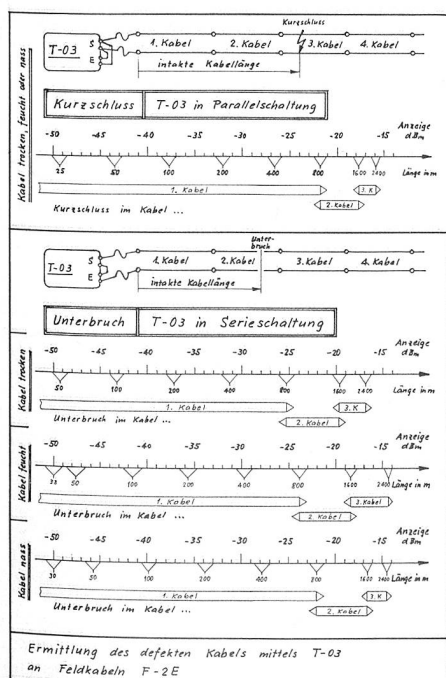 Kabel trocken, feucht oder nass
T-03
S
E
Kurzschluss
1. Kabel 2. Kabel 3. Kabel 4. Kabel
intakte Kabellänge
Kurzschluss T-03 in Parallelschaltung
Anzeige
-50 -45 -40 -35 -30 -25 -20 -15 dBm
25 50 100 200 400 800 1600 2400 Länge in m
1. Kabel 3. K
2. Kabel
Kurzschluss im Kabel ...
Unter-
bruch
T-03
S
E
1. Kabel 2. Kabel 3. Kabel 4. Kabel
intakte Kabellänge
Unterbruch T-03 in Serieschaltung
Kabel trocken
Anzeige
-50 -45 -40 -35 -30 -25 -20 -15 dBm
50 100 200 400 800 1600 2400 Länge in m
1. Kabel 3. K
Unterbruch im Kabel ... 2. Kabel
Kabel feucht
Anzeige
-50 -45 -40 -35 -30 -25 -20 -15 dBm
30 50 100 200 400 800 1600 2400 Länge in m
1. Kabel 3. Kabel
Unterbruch im Kabel ... 2. Kabel
Kabel nass
Anzeige
-50 -45 -40 -35 -30 -25 -20 -15 dBm
30 50 100 200 400 1600 2400 Länge in m
1. Kabel 3. K
Unterbruch im Kabel ... 2. Kabel
Ermittlung des defekten Kabels mittels T-03
an Feldkabeln F-2E